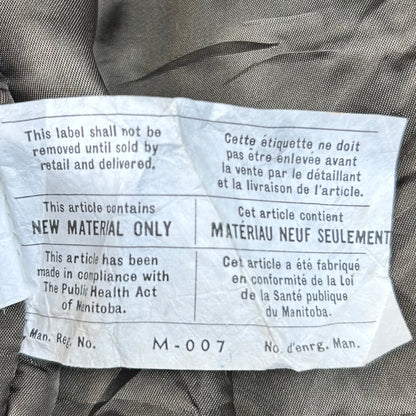 This label shall not be
removed until sold by
retail and delivered.
Cette étiquette ne doit
pas être enlevée avant
la vente par le détaillant
et la livraison de l'article.
This article contains
NEW MATERIAL ONLY
Cet article contient
MATÉRIAU NEUF SEULEMENT
This article has been
made in compliance with
The Public Health Act
of Manitoba.
Cet article a été fabriqué
en conformité de la Loi
de la Santé publique
du Manitoba.
Man. Reg. No. M-007 No. d'enrg. Man.